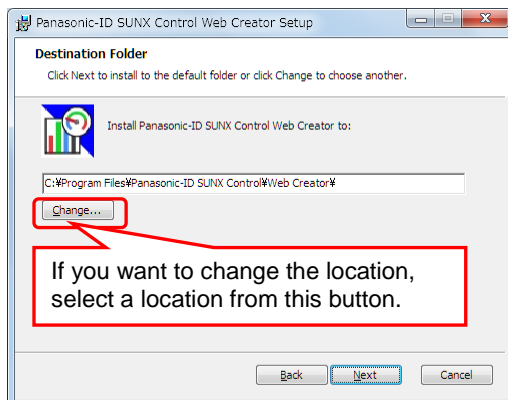 Panasonic-ID SUNX Control Web Creator Setup
Destination Folder
Click Next to install to the default folder or click Change to choose another.
Install Panasonic-ID SUNX Control Web Creator to:
C:¥Program Files¥Panasonic-ID SUNX Control¥Web Creator¥
Change...
If you want to change the location,
select a location from this button.
Back Next Cancel